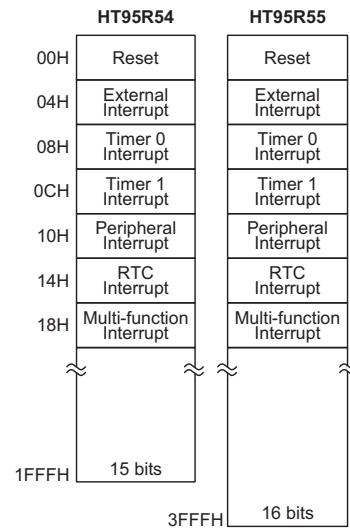 HT95R54 HT95R55
00H Reset Reset
04H External Interrupt External Interrupt
08H Timer 0 Interrupt Timer 0 Interrupt
0CH Timer 1 Interrupt Timer 1 Interrupt
10H Peripheral Interrupt Peripheral Interrupt
14H RTC Interrupt RTC Interrupt
18H Multi-function Interrupt Multi-function Interrupt
1FFFH 15 bits
3FFFH 16 bits